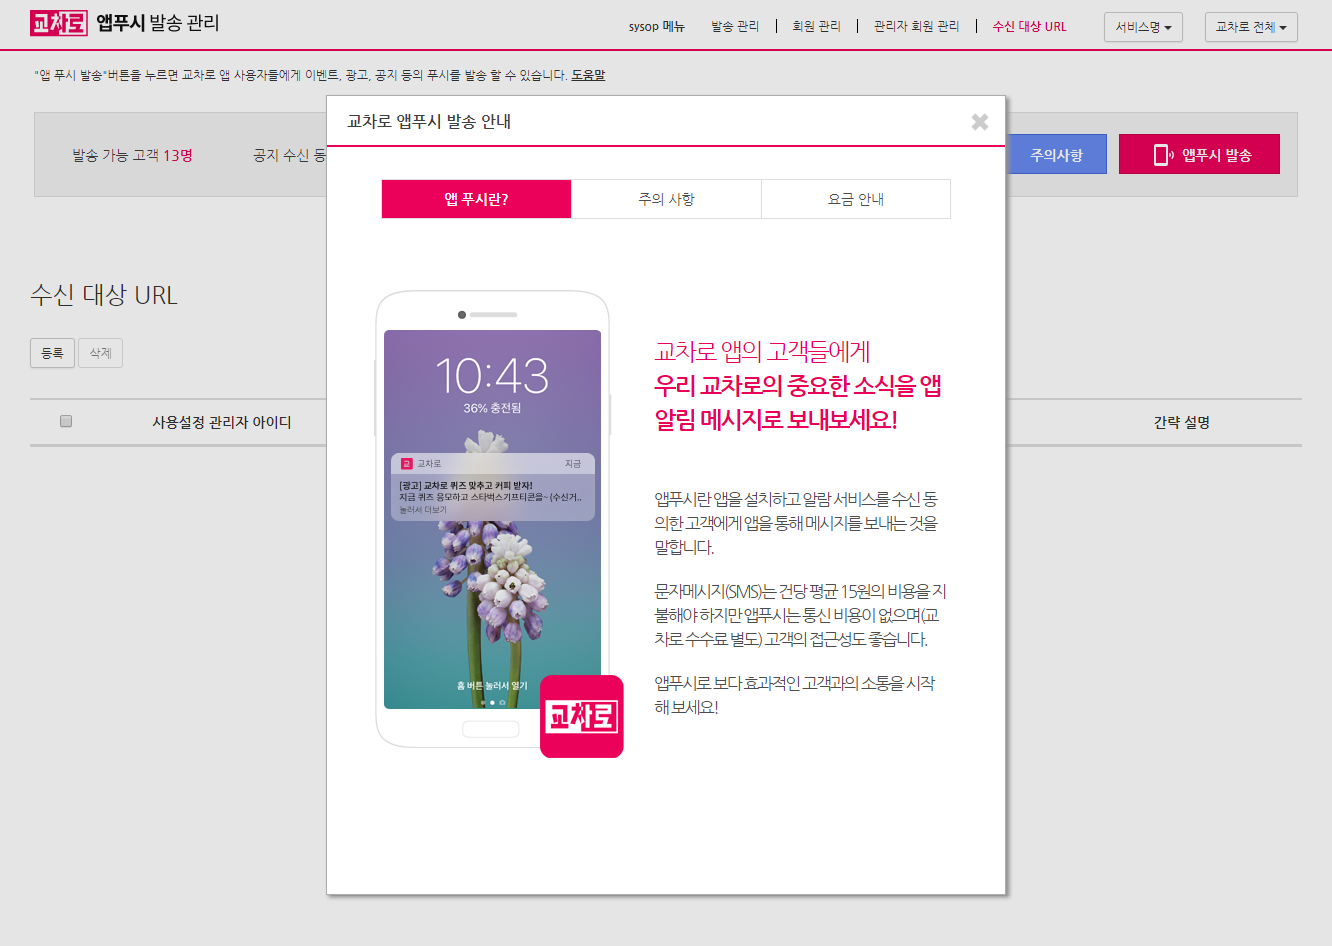 교차로 앱푸시 발송 관리
sysop 메뉴 발송 관리 회원 관리 관리자 회원 관리 수신 대상 URL 서비스명 교차로 전체
"앱 푸시 발송"버튼을 누르면 교차로 앱 사용자들에게 이벤트, 광고, 공지 등의 푸시를 발송 할 수 있습니다. 도움말
발송 가능 고객 13명 공지 수신 동
주의사항 앱푸시 발송
수신 대상 URL
등록 삭제
사용설정 관리자 아이디 간략 설명
교차로 앱푸시 발송 안내
앱 푸시란? 주의 사항 요금 안내
10:43
36% 충전됨
교 교차로 지금
[광고] 교차로 퀴즈 맞추고 커피 받자!
지금 퀴즈 응모하고 스타벅스기프티콘을~ (수신거..
눌러서 더보기
홈 버튼 눌러서 열기
교차로
교차로 앱의 고객들에게
우리 교차로의 중요한 소식을 앱
알림 메시지로 보내보세요!
앱푸시란 앱을 설치하고 알람 서비스를 수신 동
의한 고객에게 앱을 통해 메시지를 보내는 것을
말합니다.
문자메시지(SMS)는 건당 평균 15원의 비용을 지
불해야 하지만 앱푸시는 통신 비용이 없으며(교
차로 수수료 별도) 고객의 접근성도 좋습니다.
앱푸시로 보다 효과적인 고객과의 소통을 시작
해 보세요!